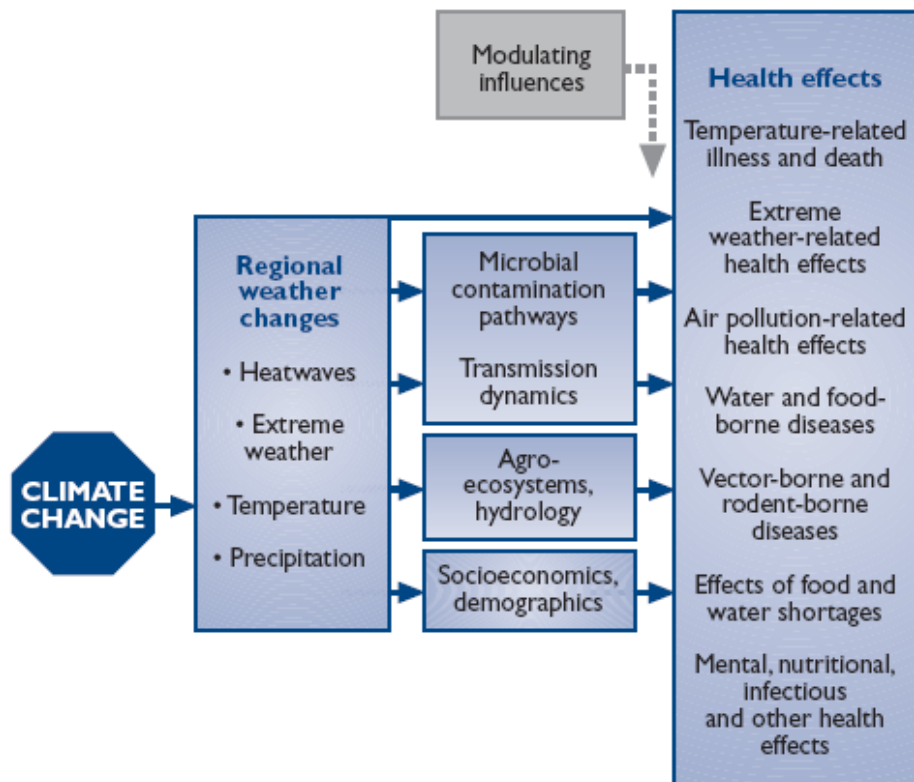 Modulating
influences
CLIMATE
CHANGE
Regional
weather
changes
• Heatwaves
• Extreme
weather
• Temperature
• Precipitation
Microbial
contamination
pathways
Transmission
dynamics
Agro-
ecosystems,
hydrology
Socioeconomics,
demographics
Health effects
Temperature-related
illness and death
Extreme
weather-related
health effects
Air pollution-related
health effects
Water and food-
borne diseases
Vector-borne and
rodent-borne
diseases
Effects of food and
water shortages
Mental, nutritional,
infectious
and other health
effects